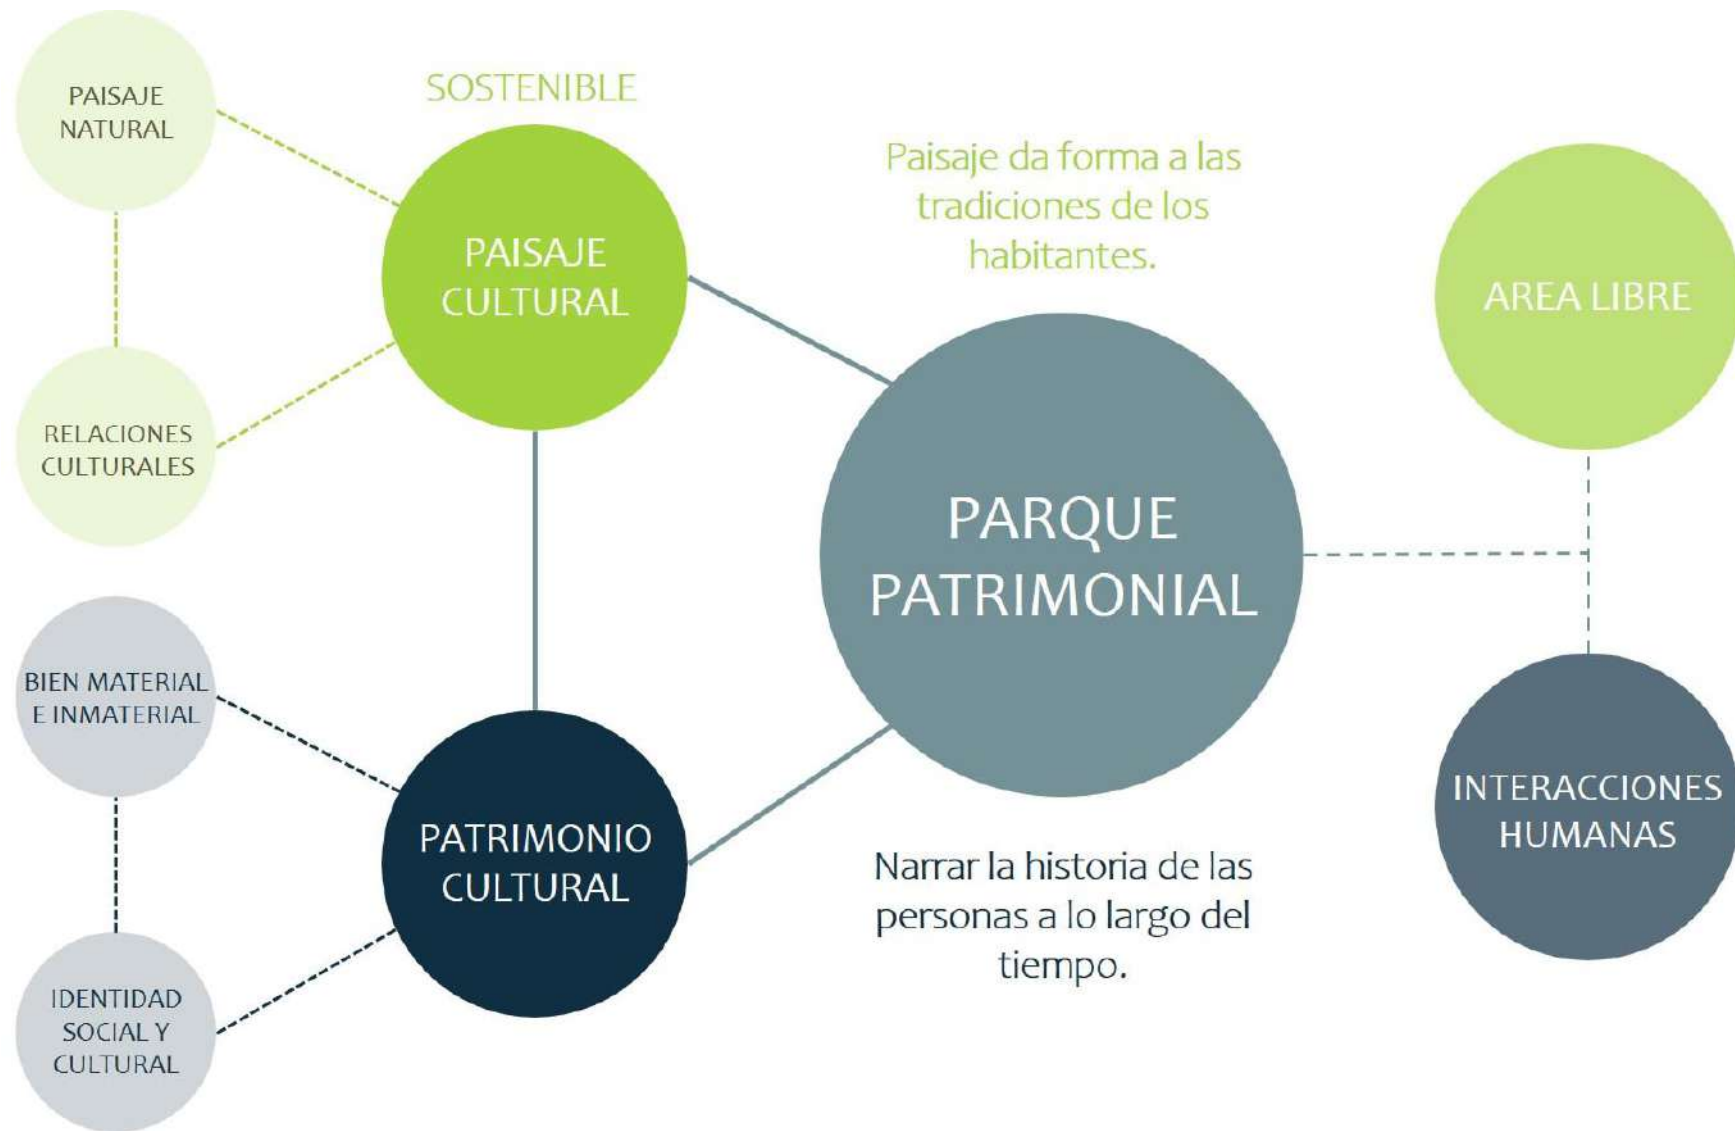 PAISAJE
NATURAL
RELACIONES
CULTURALES
SOSTENIBLE
PAISAJE
CULTURAL
BIEN MATERIAL
E INMATERIAL
IDENTIDAD
SOCIAL Y
CULTURAL
PATRIMONIO
CULTURAL
Paisaje da forma a las
tradiciones de los
habitantes.
PARQUE
PATRIMONIAL
Narrar la historia de las
personas a lo largo del
tiempo.
AREA LIBRE
INTERACCIONES
HUMANAS